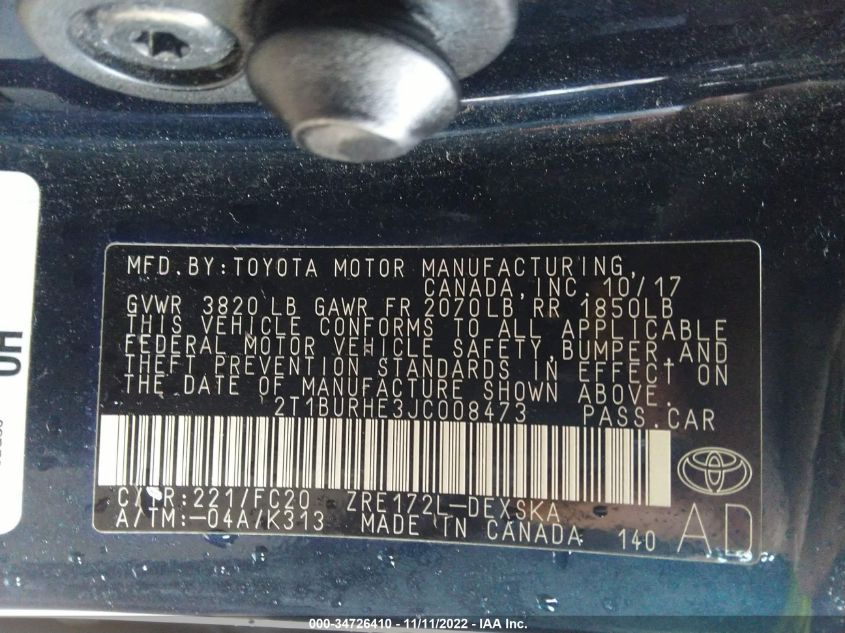 MFD.BY:TOYOTA MOTOR MANUFACTURING,
CANADA, INC. 10/17
GVWR 3820 LB GAWR FR 2070LB RR 1850LB
THIS VEHICLE CONFORMS TO ALL APPLICABLE
FEDERAL MOTOR VEHICLE SAFETY, BUMPER, AND
THEFT PREVENTION STANDARDS IN EFFECT ON
THE DATE OF MANUFACTURE SHOWN ABOVE.
2T1BURHE3JC008473 PASS.CAR
C/TR:221/FC20 ZRE172L-DEXSKA
A/TM:-04A/K313 MADE IN CANADA 140 AD
000-34726410 - 11/11/2022 - IAA Inc.